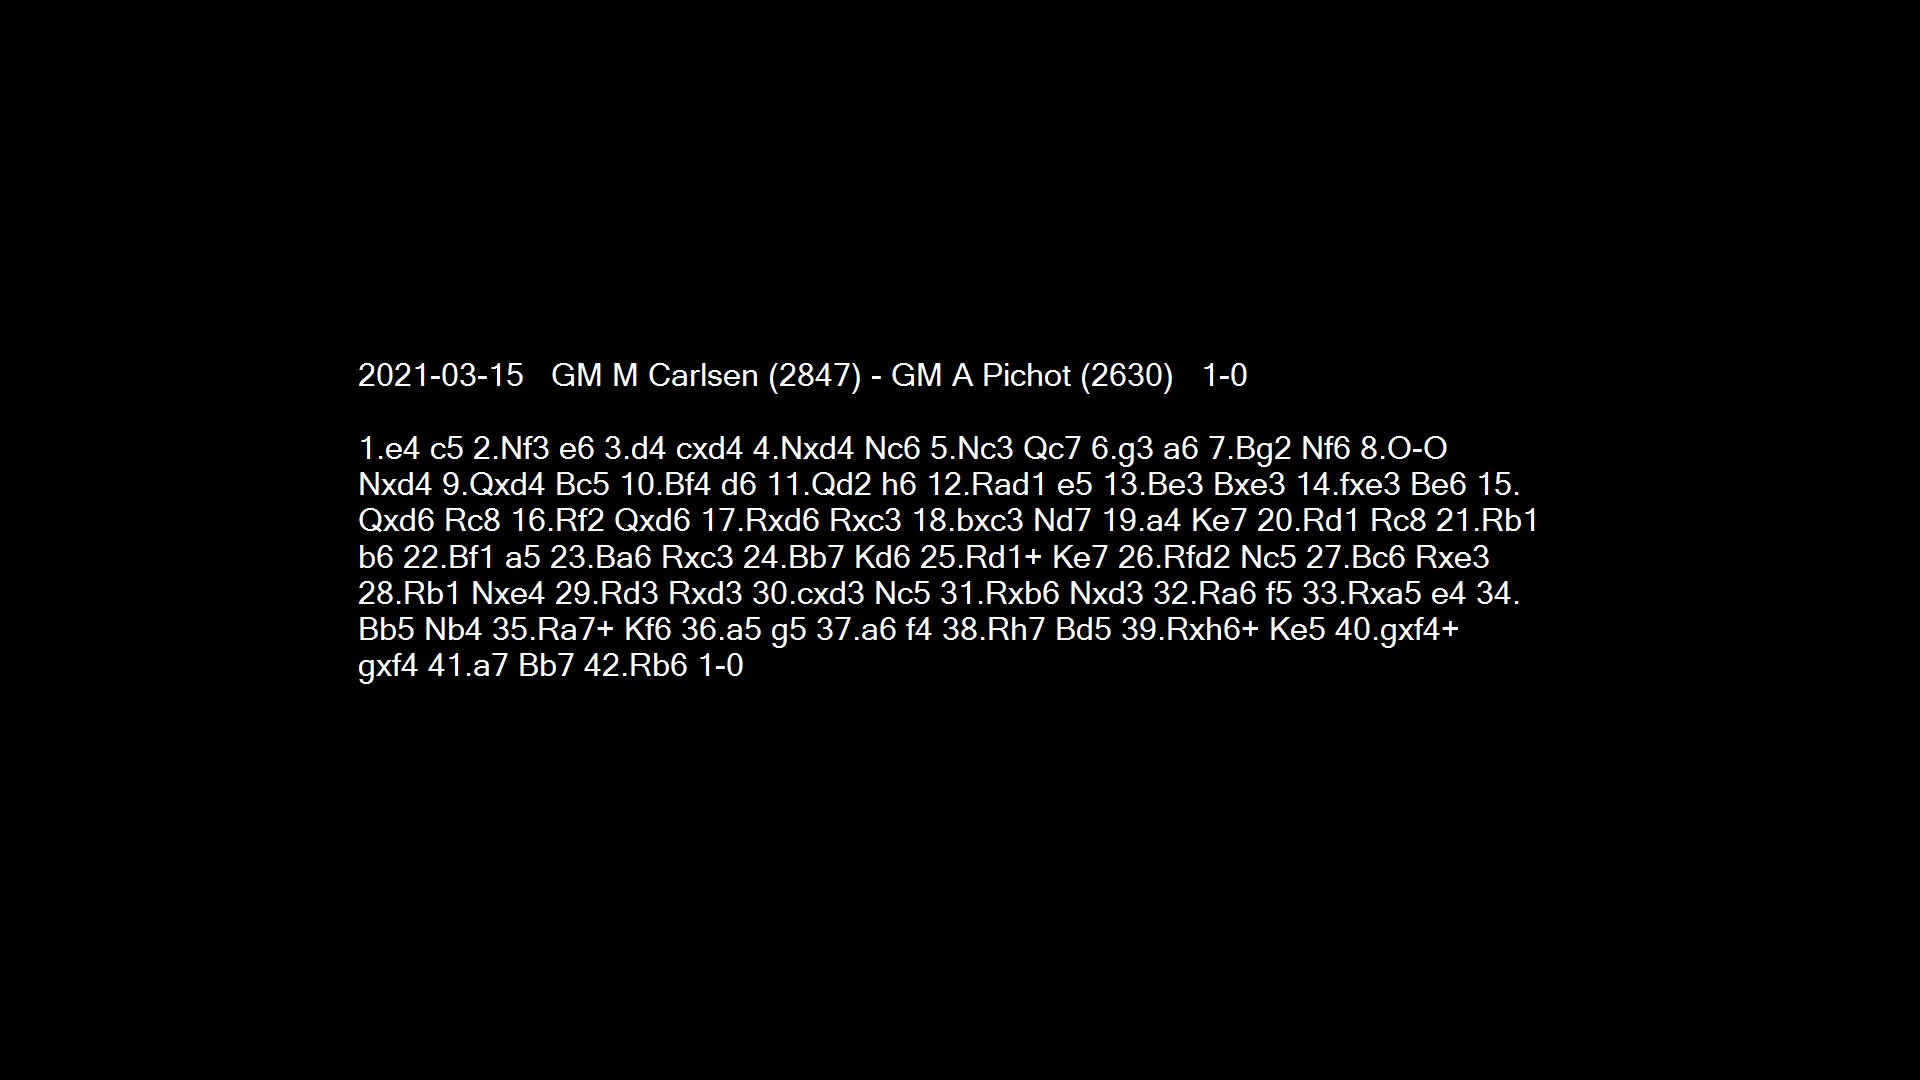 2021-03-15   GM M Carlsen (2847) - GM A Pichot (2630)   1-0
1.e4 c5 2.Nf3 e6 3.d4 cxd4 4.Nxd4 Nc6 5.Nc3 Qc7 6.g3 a6 7.Bg2 Nf6 8.O-O
Nxd4 9.Qxd4 Bc5 10.Bf4 d6 11.Qd2 h6 12.Rad1 e5 13.Be3 Bxe3 14.fxe3 Be6 15.
Qxd6 Rc8 16.Rf2 Qxd6 17.Rxd6 Rxc3 18.bxc3 Nd7 19.a4 Ke7 20.Rd1 Rc8 21.Rb1
b6 22.Bf1 a5 23.Ba6 Rxc3 24.Bb7 Kd6 25.Rd1+ Ke7 26.Rfd2 Nc5 27.Bc6 Rxe3
28.Rb1 Nxe4 29.Rd3 Rxd3 30.cxd3 Nc5 31.Rxb6 Nxd3 32.Ra6 f5 33.Rxa5 e4 34.
Bb5 Nb4 35.Ra7+ Kf6 36.a5 g5 37.a6 f4 38.Rh7 Bd5 39.Rxh6+ Ke5 40.gxf4+
gxf4 41.a7 Bb7 42.Rb6 1-0